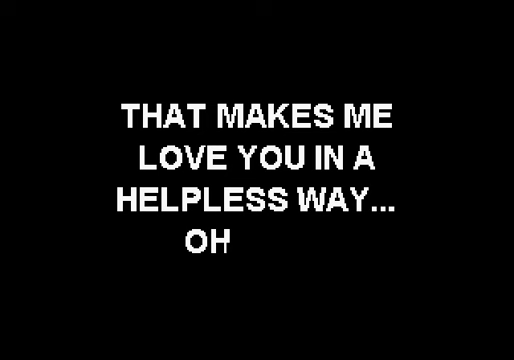 THAT MAKES ME
LOVE YOU IN A
HELPLESS WAY...
OH